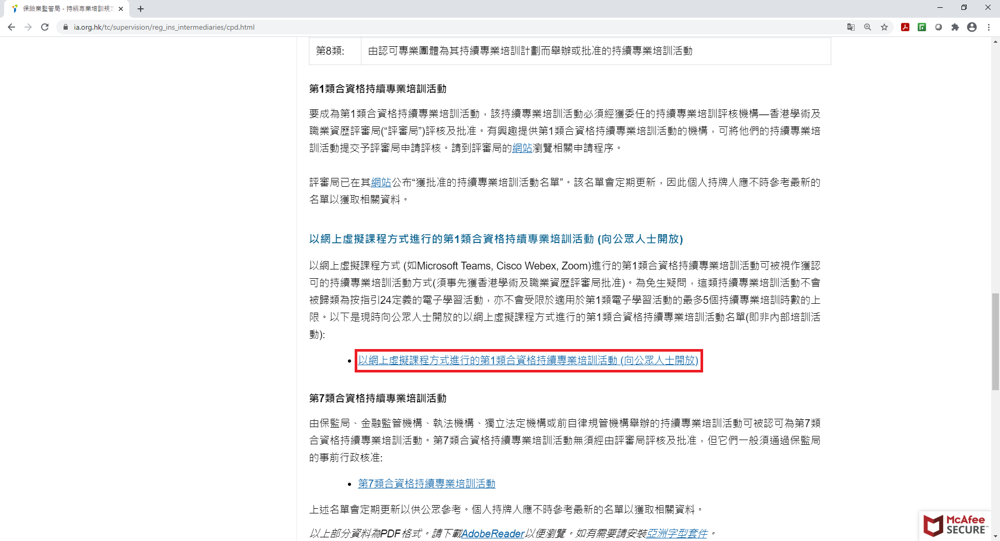 保險業監管局 - 持續專業培訓規定
ia.org.hk/tc/supervision/reg_ins_intermediaries/cpd.html
第8類: 由認可專業團體為其持續專業培訓計劃而舉辦或批准的持續專業培訓活動
第1類合資格持續專業培訓活動
要成為第1類合資格持續專業培訓活動，該持續專業培訓活動必須經獲委任的持續專業培訓評核機構—香港學術及
職業資歷評審局(“評審局”)評核及批准。有興趣提供第1類合資格持續專業培訓活動的機構，可將他們的持續專業培
訓活動提交予評審局申請評核。請到評審局的網站瀏覽相關申請程序。
評審局已在其網站公布“獲批准的持續專業培訓活動名單”。該名單會定期更新，因此個人持牌人應不時參考最新的
名單以獲取相關資料。
以網上虛擬課程方式進行的第1類合資格持續專業培訓活動 (向公眾人士開放)
以網上虛擬課程方式 (如Microsoft Teams, Cisco Webex, Zoom)進行的第1類合資格持續專業培訓活動可被視作獲認
可的持續專業培訓活動方式(須事先獲香港學術及職業資歷評審局批准)。為免生疑問，這類持續專業培訓活動不會
被歸類為按指引24定義的電子學習活動，亦不會受限於適用於第1類電子學習活動的最多5個持續專業培訓時數的上
限。以下是現時向公眾人士開放的以網上虛擬課程方式進行的第1類合資格持續專業培訓活動名單(即非內部培訓活
動):
• 以網上虛擬課程方式進行的第1類合資格持續專業培訓活動 (向公眾人士開放)
第7類合資格持續專業培訓活動
由保監局、金融監管機構、執法機構、獨立法定機構或前自律規管機構舉辦的持續專業培訓活動可被認可為第7類
合資格持續專業培訓活動。第7類合資格持續專業培訓活動無須經由評審局評核及批准，但它們一般須通過保監局
的事前行政核准:
• 第7類合資格持續專業培訓活動
上述名單會定期更新以供公眾參考。個人持牌人應不時參考最新的名單以獲取相關資料。
以上部分資料為PDF格式。請下載AdobeReader以便瀏覽。如有需要請安裝亞洲字型套件。
McAfee
SECURE™